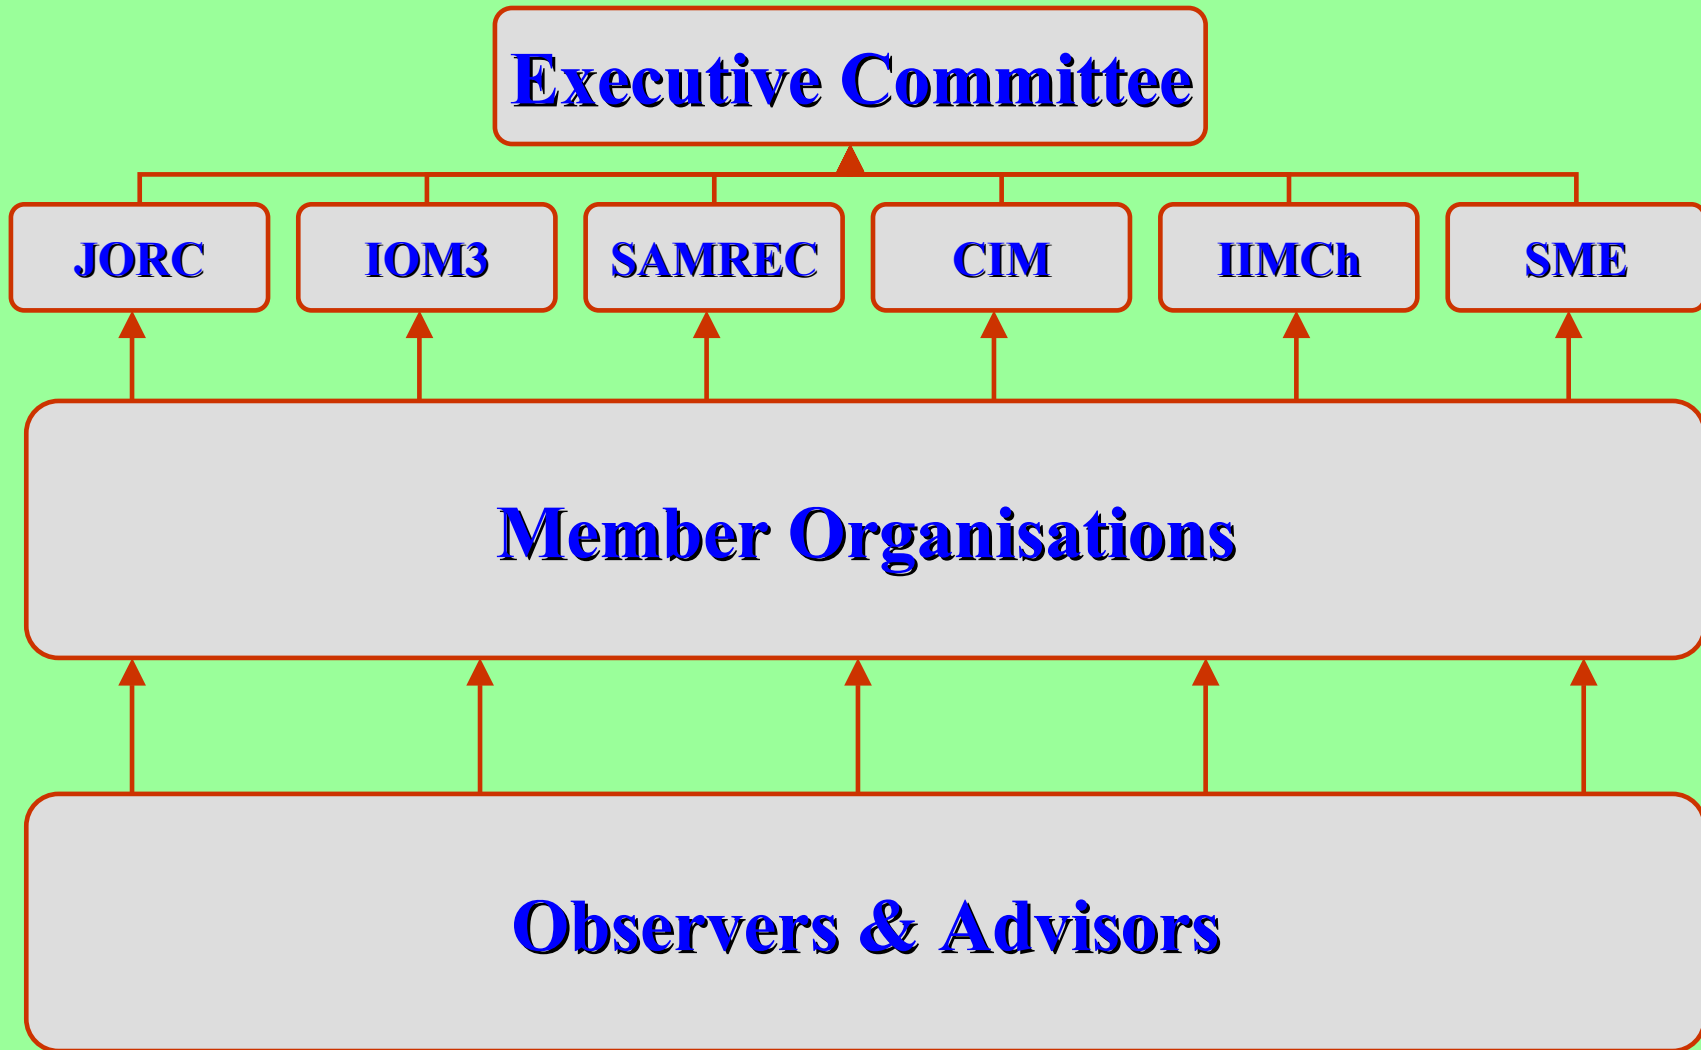 Executive Committee
JORC
IOM3
SAMREC
CIM
IIMCh
SME
Member Organisations
Observers & Advisors